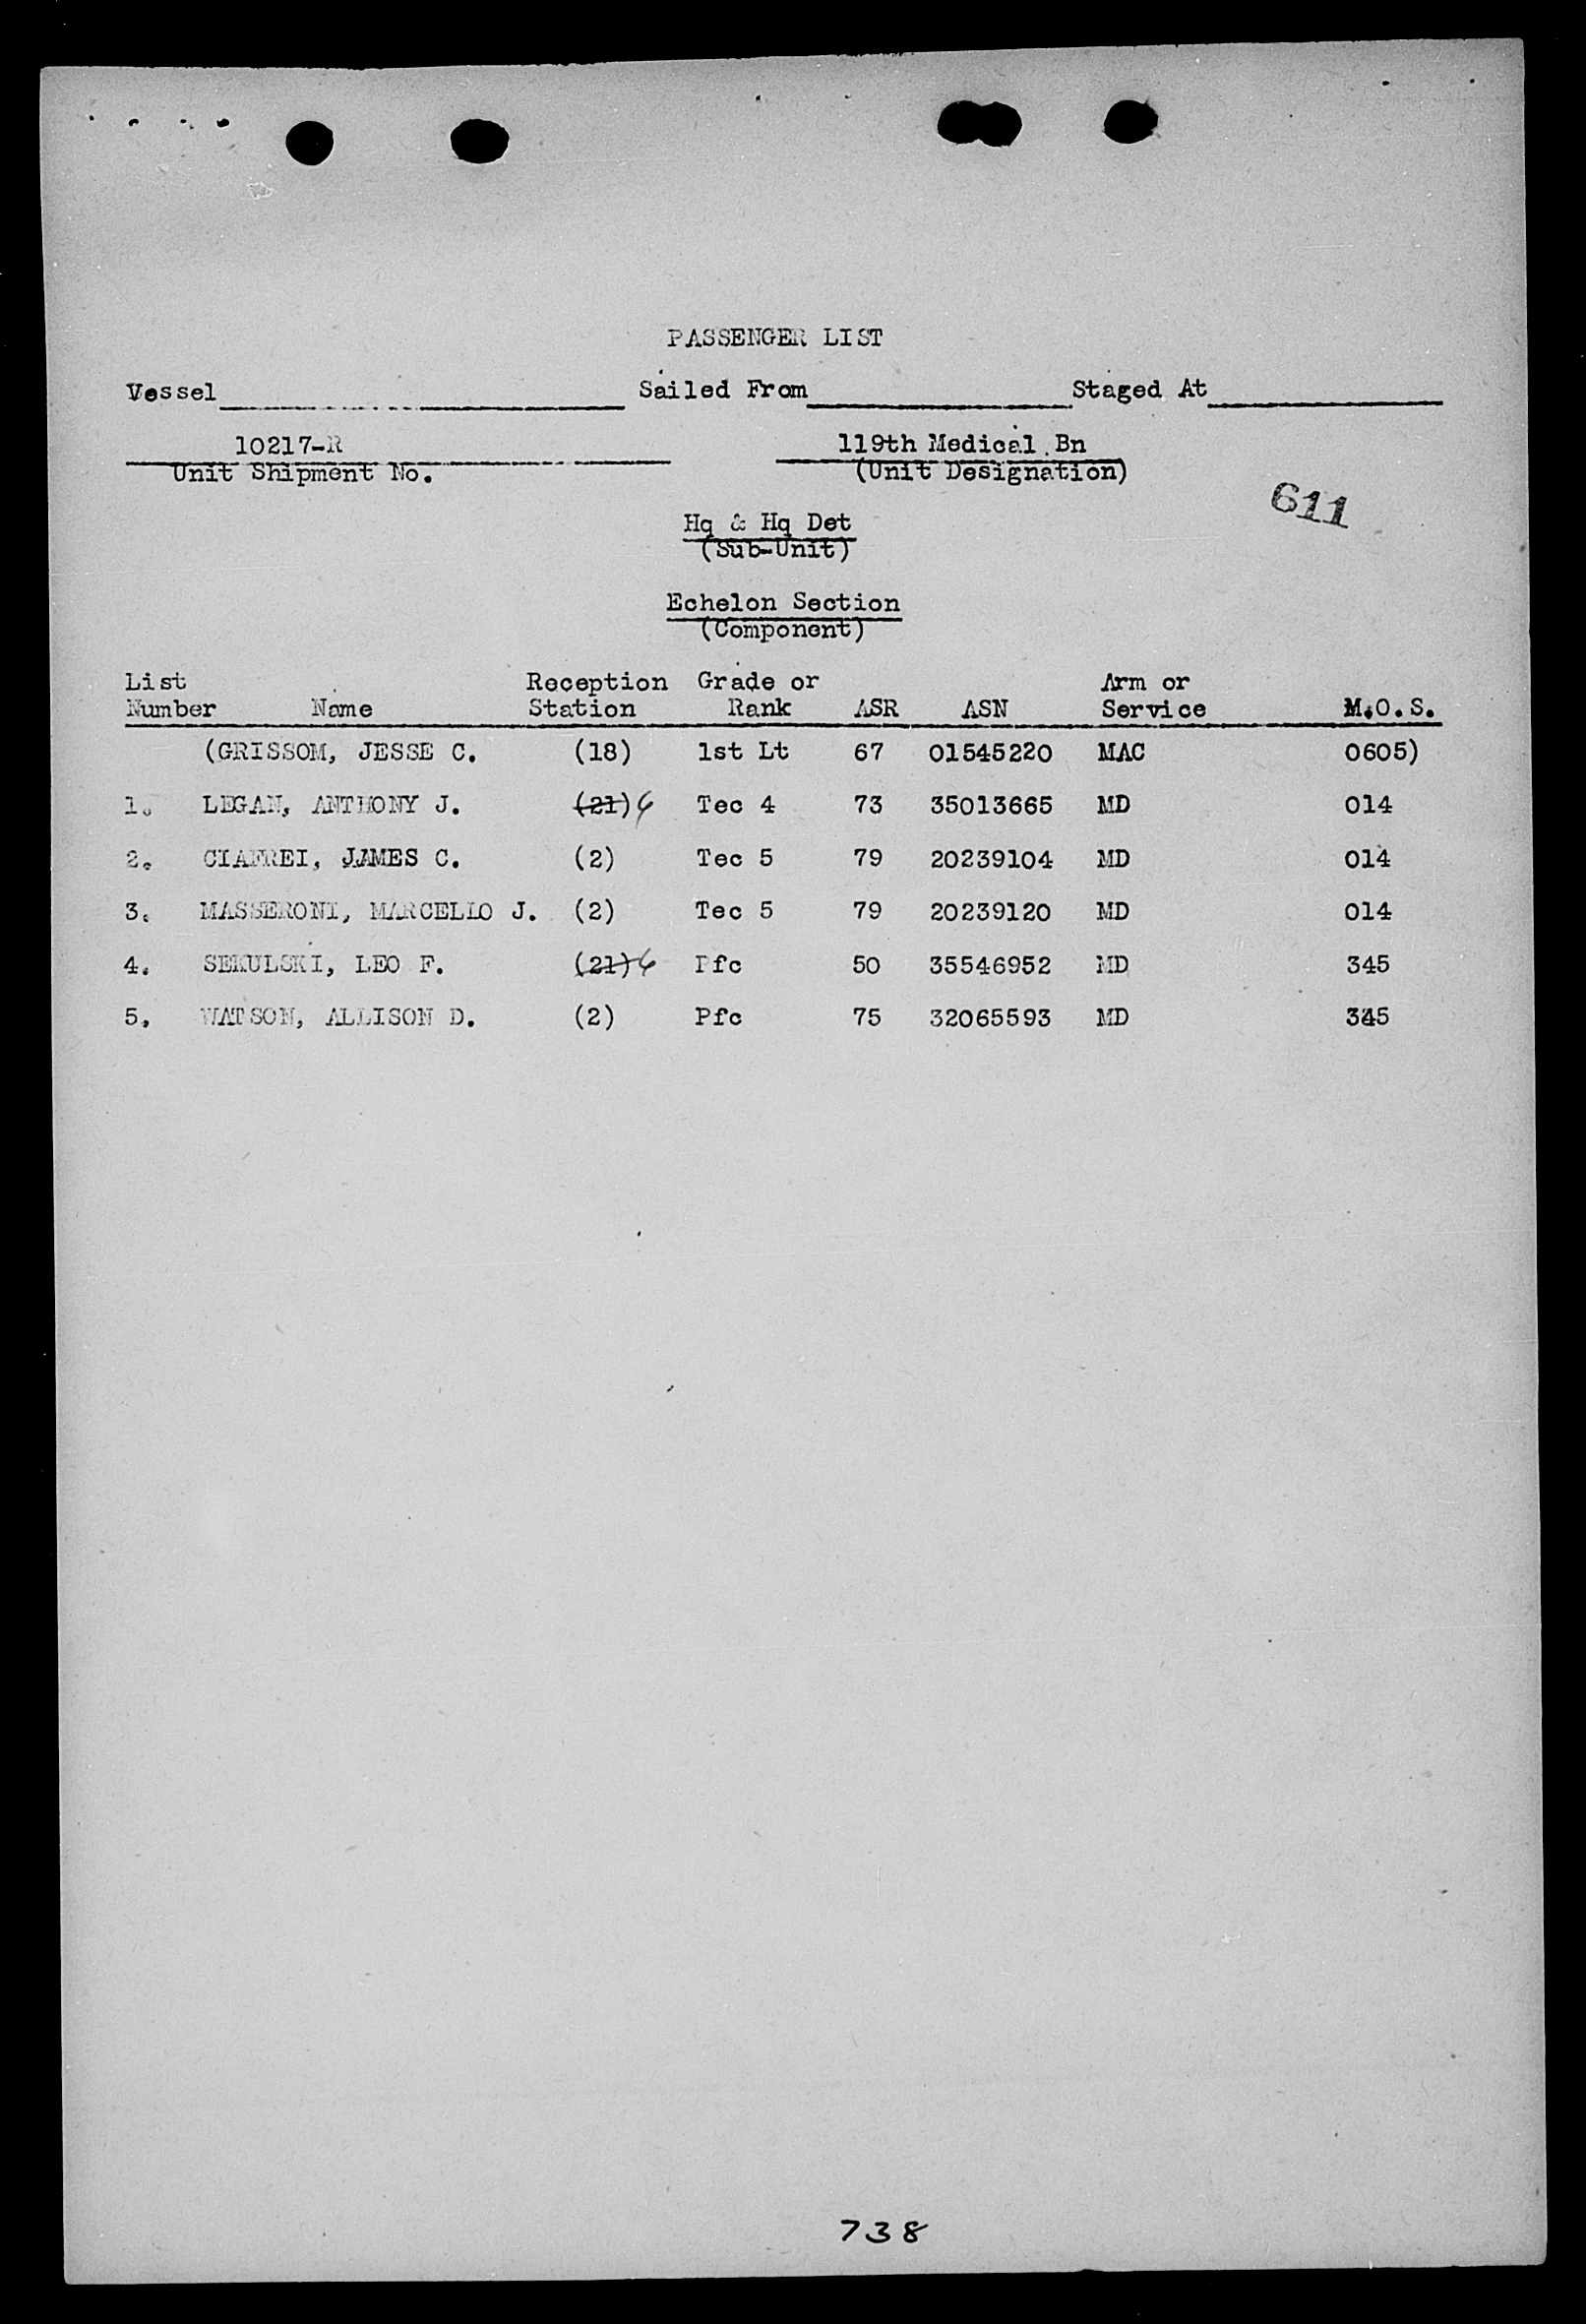 PASSENGER LIST
Vessel Sailed From Staged At
10217-R 119th Medical Bn
Unit Shipment No. (Unit Designation)
611
Hq & Hq Det
(Sub-Unit)
Echelon Section
(Component)
List Reception Grade or Arm or
Number Name Station Rank ASR ASN Service M.O.S.
(GRISSOM, JESSE C. (18) 1st Lt 67 01545220 MAC 0605)
1. LEGAN, ANTHONY J. (21) 6 Tec 4 73 35013665 MD 014
2. CIAFREI, JAMES C. (2) Tec 5 79 20239104 MD 014
3. MASSERONI, MARCELLO J. (2) Tec 5 79 20239120 MD 014
4. SEKULSKI, LEO F. (21) 6 Pfc 50 35546952 MD 345
5. WATSON, ALLISON D. (2) Pfc 75 32065593 MD 345
738